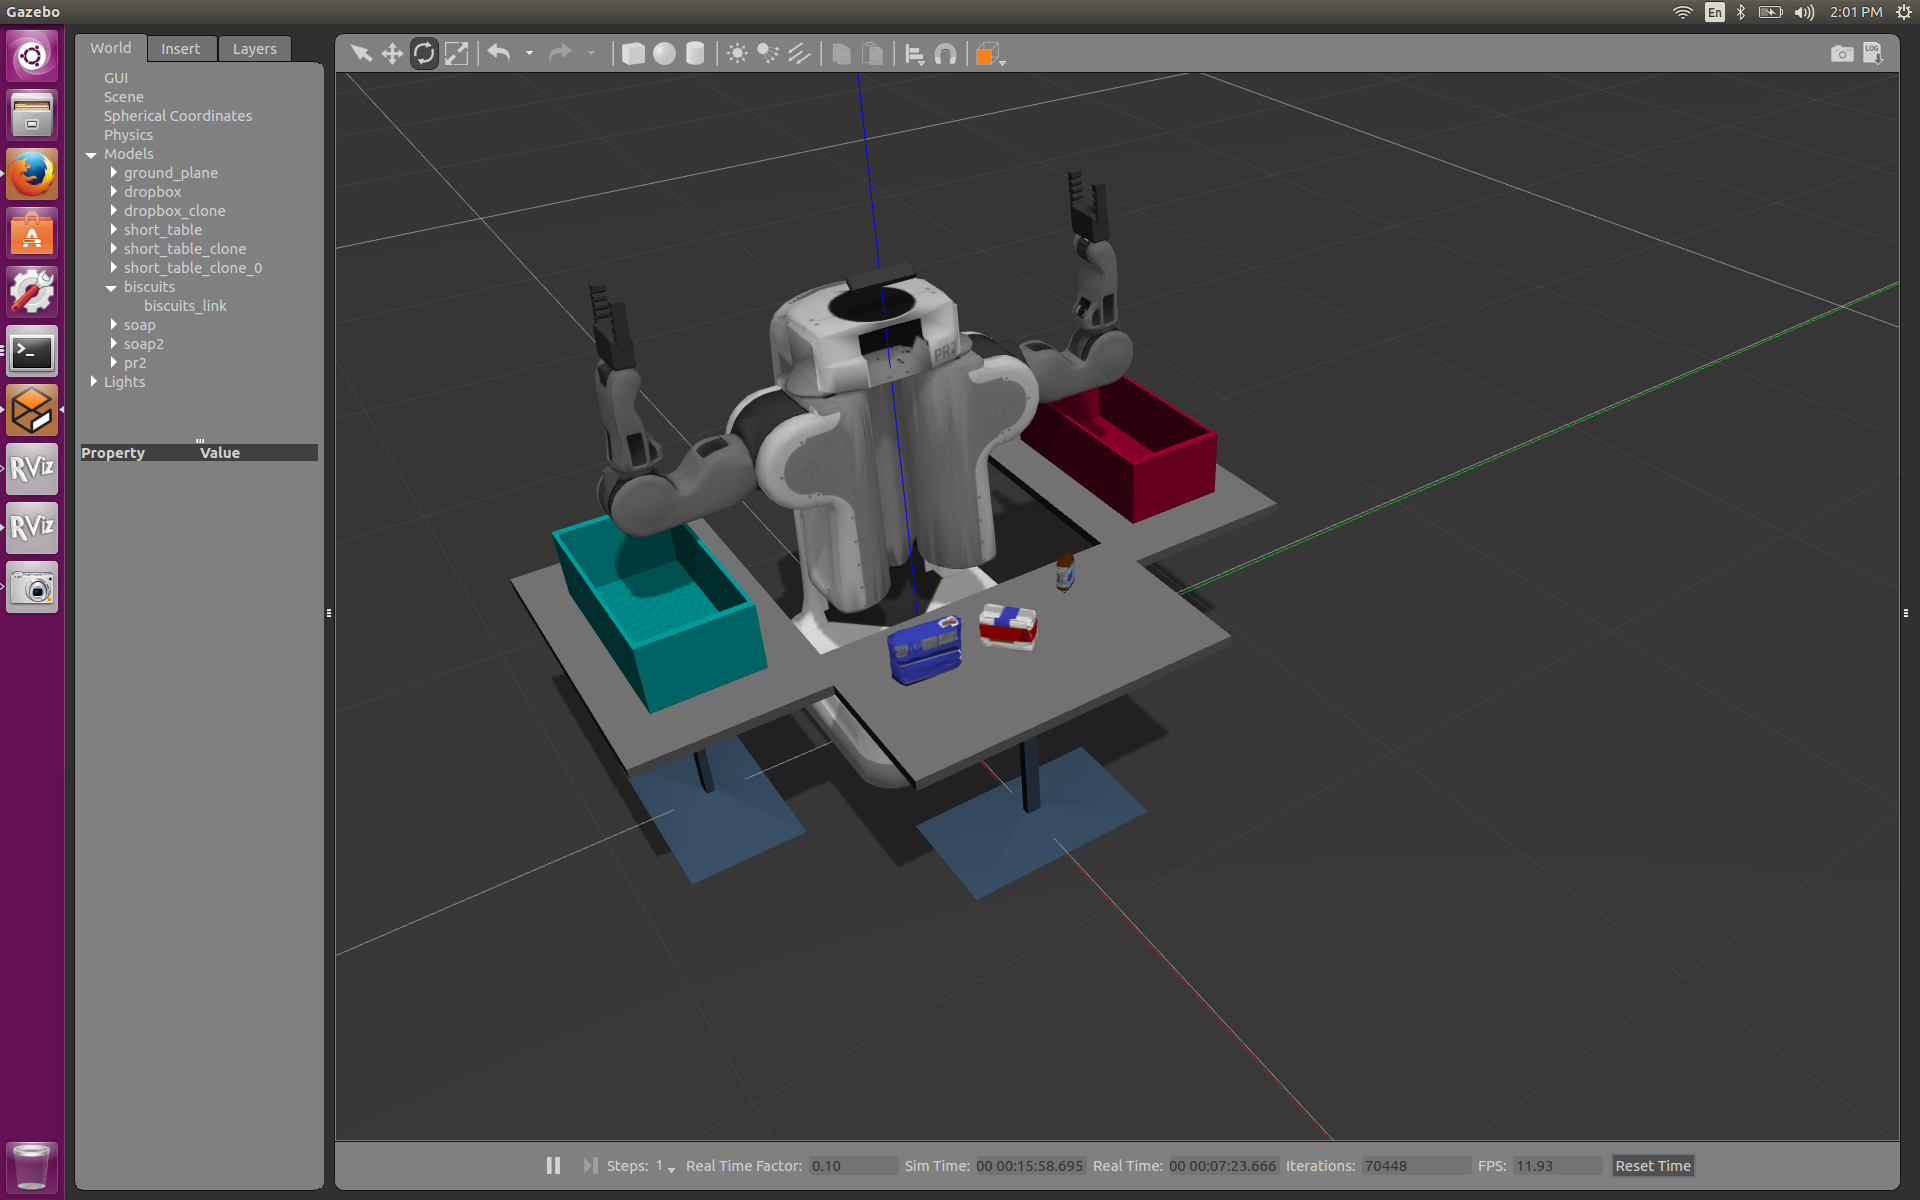 Gazebo
En
2:01 PM
World Insert Layers
LOG
GUI
Scene
Spherical Coordinates
Physics
Models
ground_plane
dropbox
dropbox_clone
short_table
short_table_clone
short_table_clone_0
biscuits
biscuits_link
soap
soap2
pr2
Lights
Property Value
RViz
RViz
PR2
Steps: 1 Real Time Factor: 0.10 Sim Time: 00 00:15:58.695 Real Time: 00 00:07:23.666 Iterations: 70448 FPS: 11.93 Reset Time